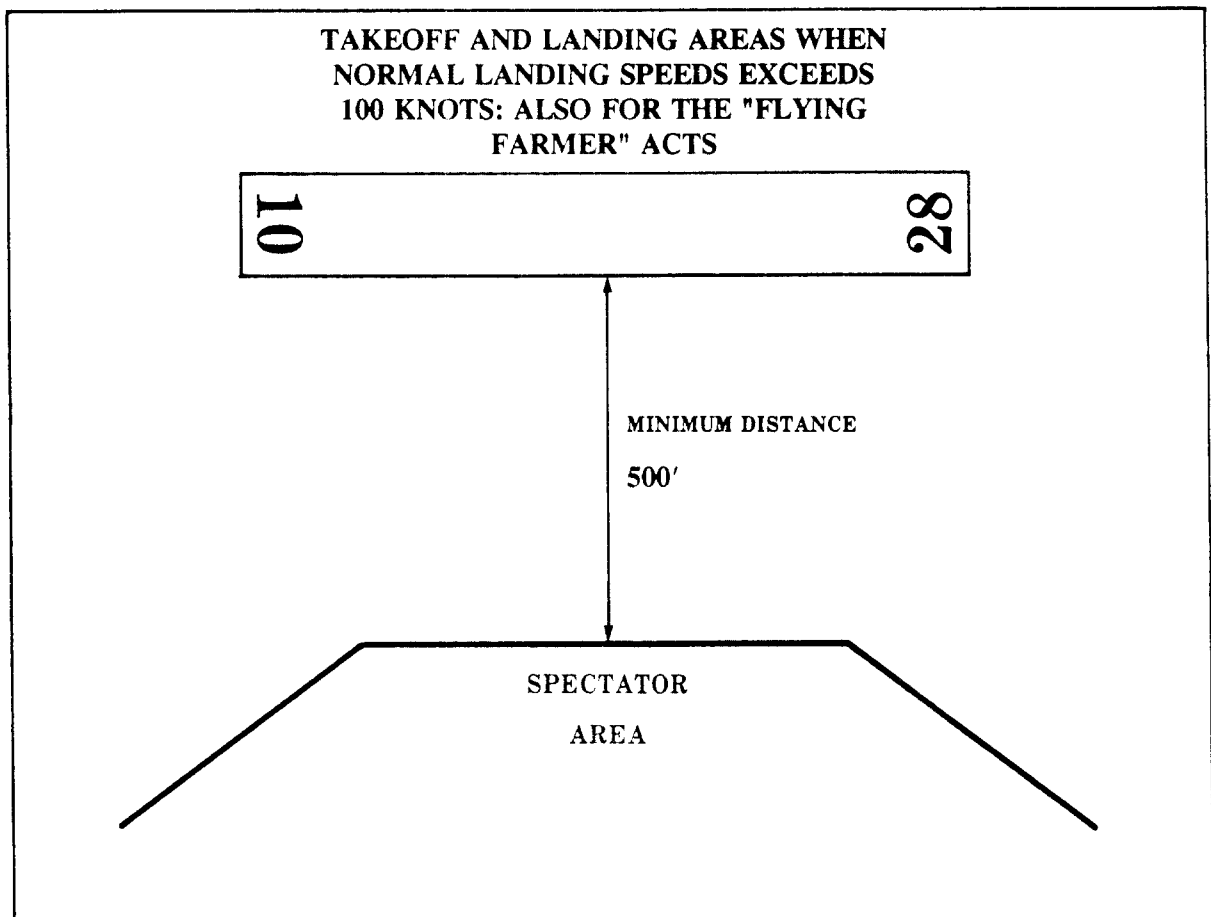 TAKEOFF AND LANDING AREAS WHEN
NORMAL LANDING SPEEDS EXCEEDS
100 KNOTS: ALSO FOR THE "FLYING
FARMER" ACTS
10
28
MINIMUM DISTANCE
500'
SPECTATOR
AREA